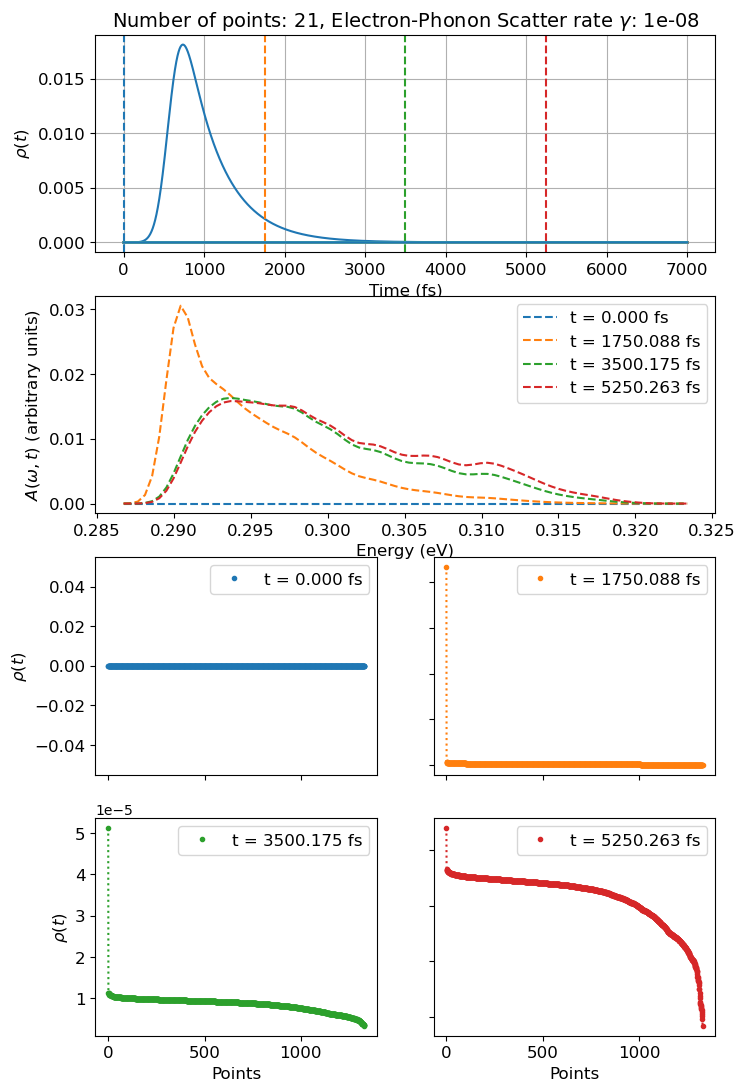 Number of points: 21, Electron-Phonon Scatter rate γ: 1e-08
ρ(t)
0.015
0.010
0.005
0.000
0 1000 2000 3000 4000 5000 6000 7000
Time (fs)
A(ω, t) (arbitrary units)
0.03
0.02
0.01
0.00
t = 0.000 fs
t = 1750.088 fs
t = 3500.175 fs
t = 5250.263 fs
0.285 0.290 0.295 0.300 0.305 0.310 0.315 0.320 0.325
Energy (eV)
ρ(t)
0.04
0.02
0.00
−0.02
−0.04
t = 0.000 fs
t = 1750.088 fs
1e−5
ρ(t)
5
4
3
2
1
t = 3500.175 fs
0 500 1000
Points
t = 5250.263 fs
0 500 1000
Points